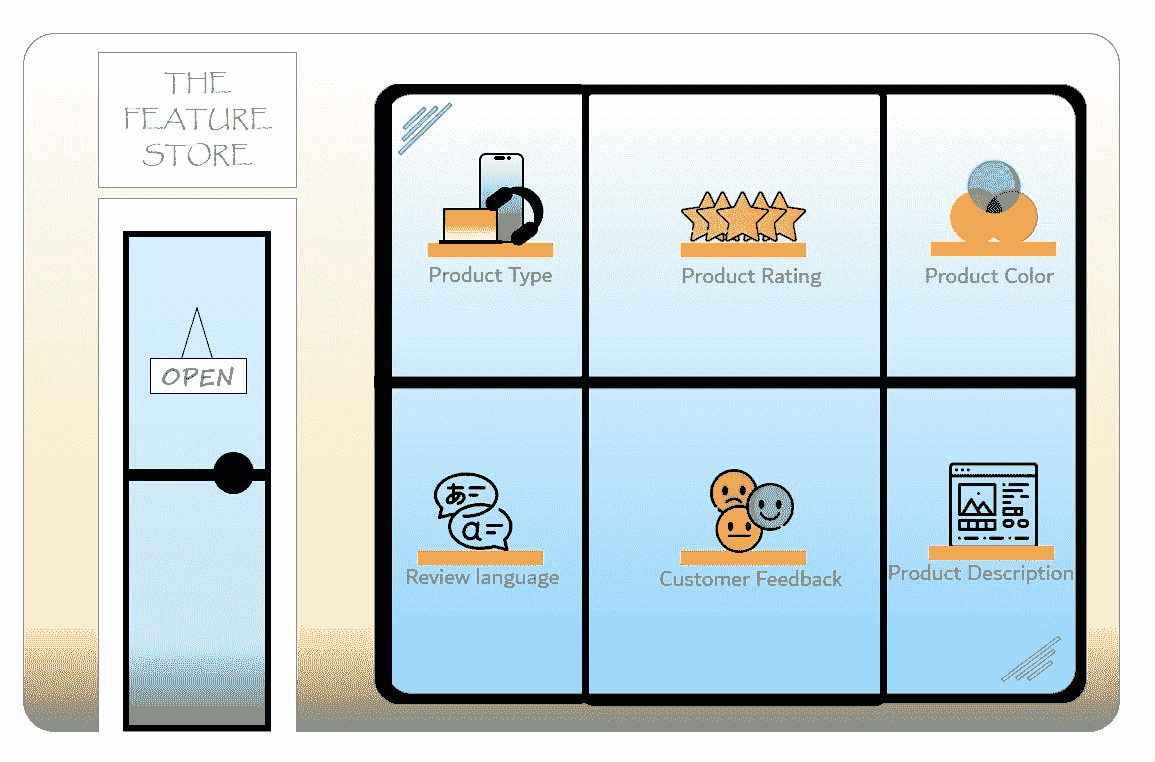 THE
FEATURE
STORE
OPEN
Product Type
Product Rating
Product Color
あ
a
Review language
Customer Feedback
Product Description